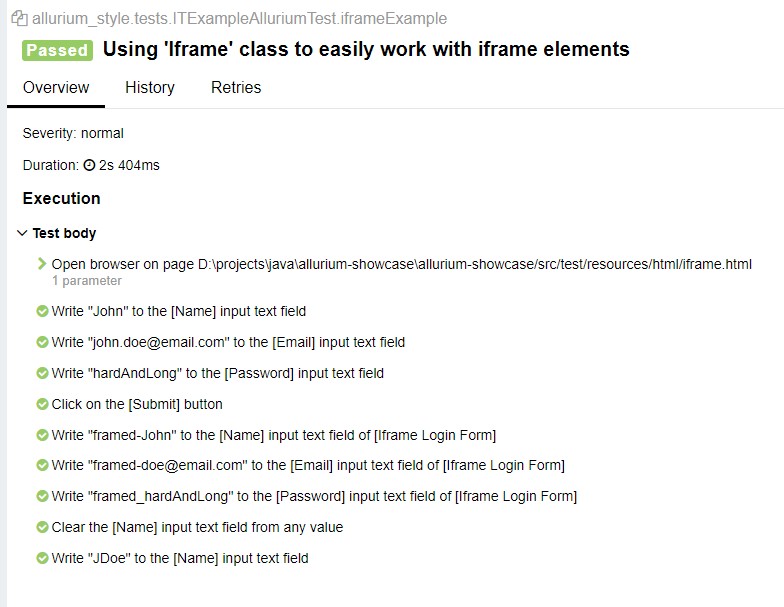 allurium_style.tests.ITExampleAlluriumTest.iframeExample
Passed Using 'Iframe' class to easily work with iframe elements
Overview History Retries
Severity: normal
Duration: 2s 404ms
Execution
Test body
Open browser on page D:\projects\java\allurium-showcase\allurium-showcase/src/test/resources/html/iframe.html
1 parameter
Write "John" to the [Name] input text field
Write "john.doe@email.com" to the [Email] input text field
Write "hardAndLong" to the [Password] input text field
Click on the [Submit] button
Write "framed-John" to the [Name] input text field of [Iframe Login Form]
Write "framed-doe@email.com" to the [Email] input text field of [Iframe Login Form]
Write "framed_hardAndLong" to the [Password] input text field of [Iframe Login Form]
Clear the [Name] input text field from any value
Write "JDoe" to the [Name] input text field